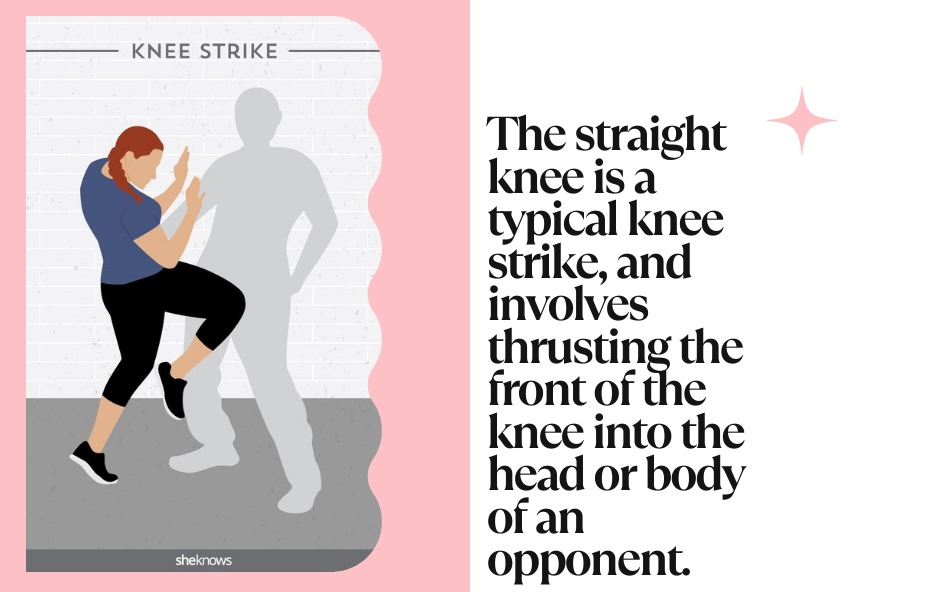 KNEE STRIKE
sheknows
The straight
knee is a
typical knee
strike, and
involves
thrusting the
front of the
knee into the
head or body
of an
opponent.